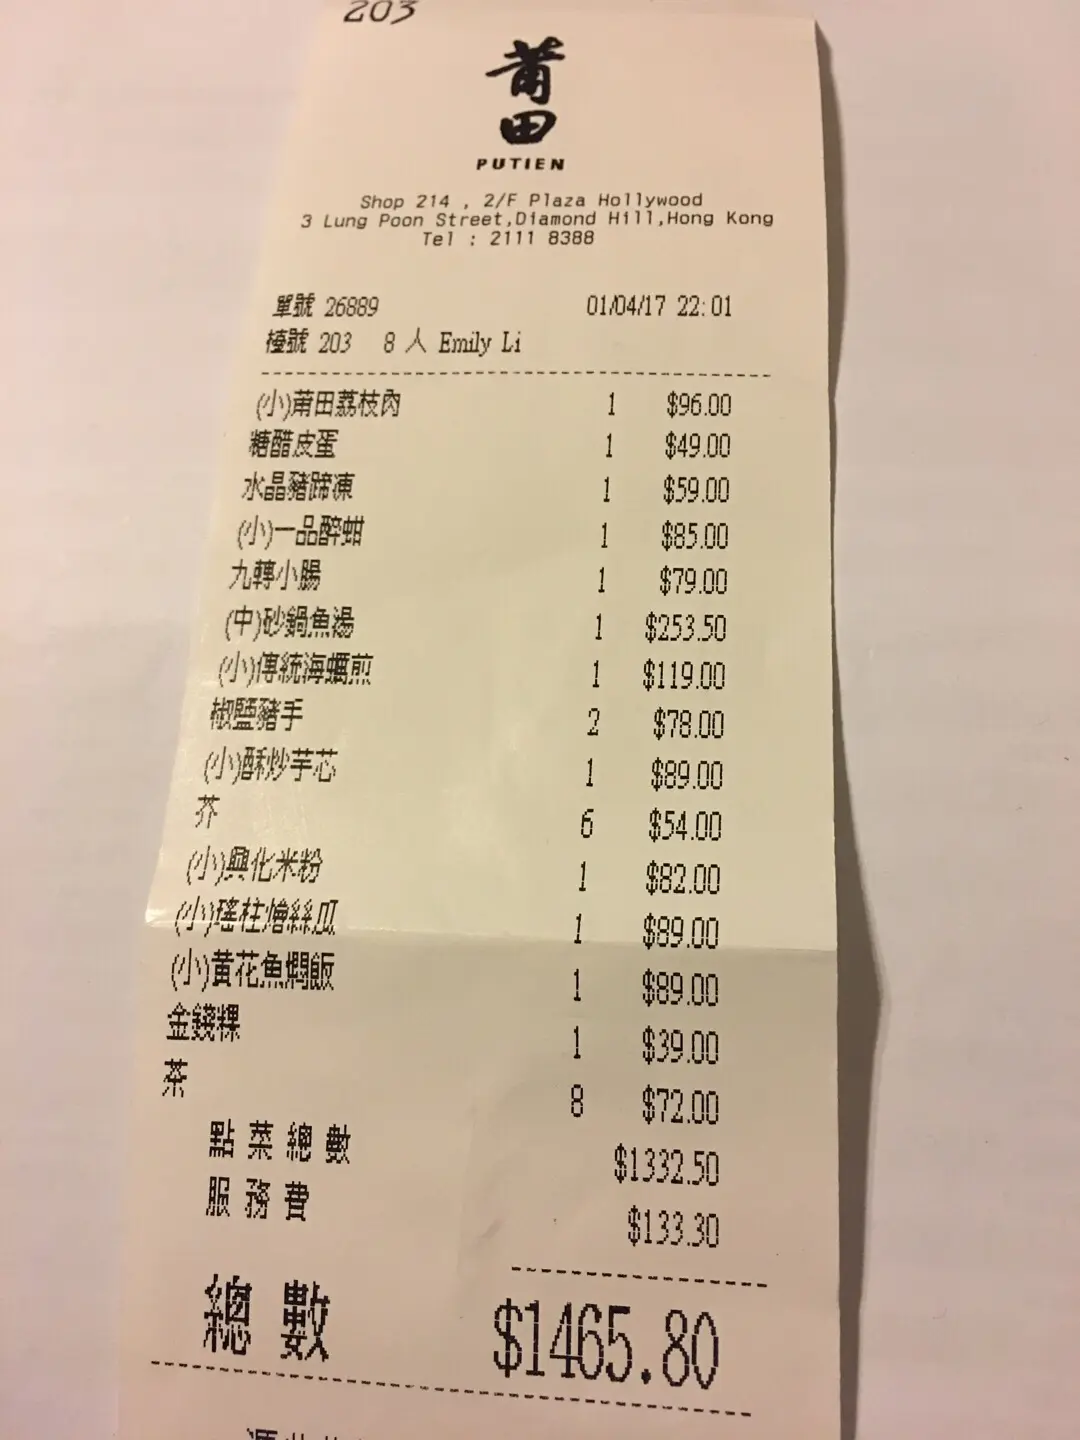 203
莆
田
PUTIEN
Shop 214 , 2/F Plaza Hollywood
3 Lung Poon Street,Diamond Hill,Hong Kong
Tel : 2111 8388
單號 26889 01/04/17 22:01
檯號 203 8 人 Emily Li
(小)莆田荔枝肉 1 $96.00
糖醋皮蛋 1 $49.00
水晶豬蹄凍 1 $59.00
(小)一品醉蚶 1 $85.00
九轉小腸 1 $79.00
(中)砂鍋魚湯 1 $253.50
(小)傳統海蠣煎 1 $119.00
椒鹽豬手 2 $78.00
(小)酥炒芋芯 1 $89.00
芥 6 $54.00
(小)興化米粉 1 $82.00
(小)瑤柱燴絲瓜 1 $89.00
(小)黄花魚燜飯 1 $89.00
金錢粿 1 $39.00
茶 8 $72.00
點菜總數 $1332.50
服務費 $133.30
總數 $1465.80